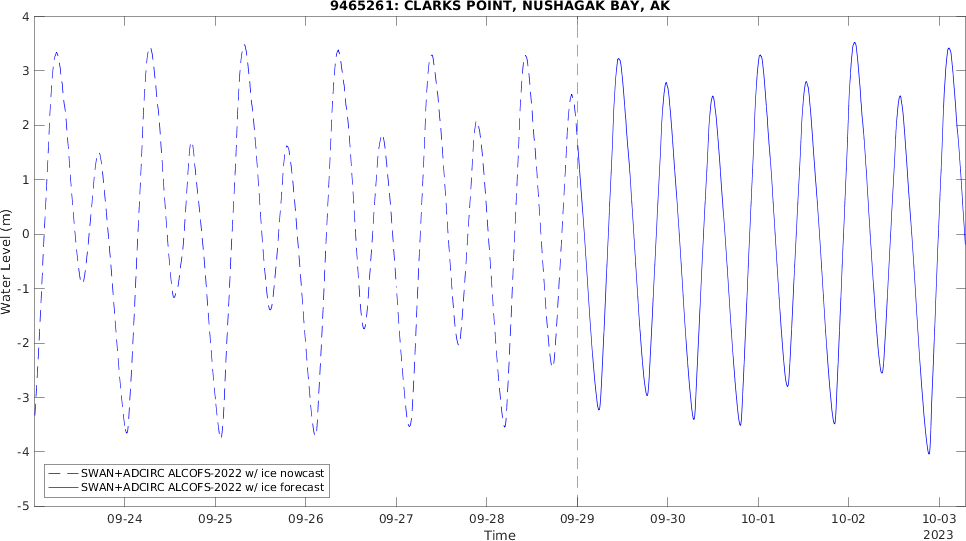 9465261: CLARKS POINT, NUSHAGAK BAY, AK
4
3
2
1
0
-1
-2
-3
-4
-5
Water Level (m)
SWAN+ADCIRC ALCOFS-2022 w/ ice nowcast
SWAN+ADCIRC ALCOFS-2022 w/ ice forecast
09-24 09-25 09-26 09-27 09-28 09-29 09-30 10-01 10-02 10-03
Time 2023